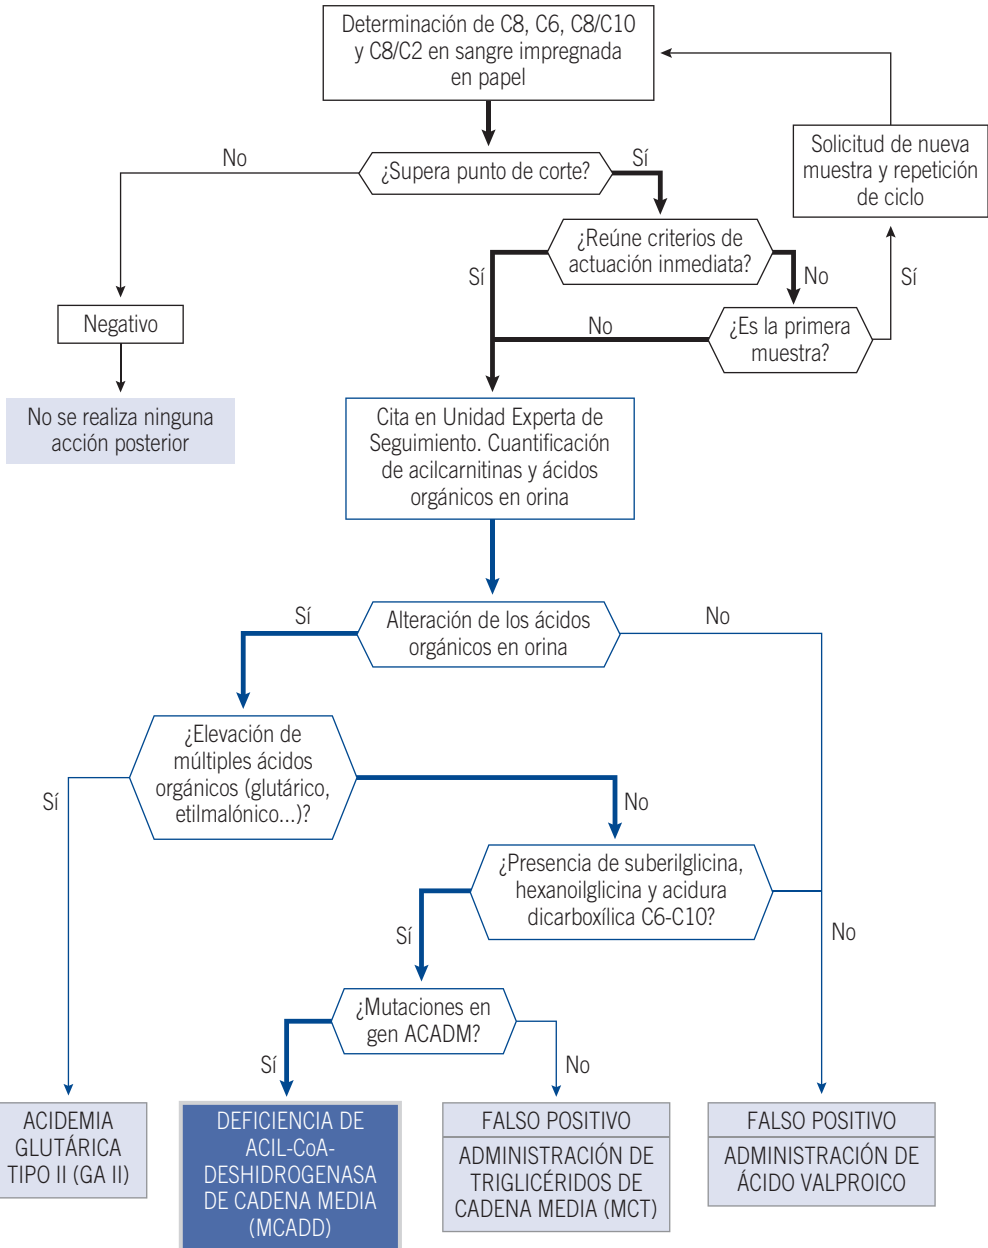 Determinación de C8, C6, C8/C10
y C8/C2 en sangre impregnada
en papel
Solicitud de nueva
muestra y repetición
de ciclo
No
¿Supera punto de corte?
Sí
¿Reúne criterios de
actuación inmediata?
Sí
No
Sí
Negativo
No
¿Es la primera
muestra?
No se realiza ninguna
acción posterior
Cita en Unidad Experta de
Seguimiento. Cuantificación
de acilcarnitinas y ácidos
orgánicos en orina
Sí
Alteración de los ácidos
orgánicos en orina
No
¿Elevación de
múltiples ácidos
orgánicos (glutárico,
etilmalónico...)?
Sí
No
¿Presencia de suberilglicina,
hexanoilglicina y acidura
dicarboxílica C6-C10?
Sí
No
¿Mutaciones en
gen ACADM?
Sí
No
ACIDEMIA
GLUTÁRICA
TIPO II (GA II)
DEFICIENCIA DE
ACIL-CoA-
DESHIDROGENASA
DE CADENA MEDIA
(MCADD)
FALSO POSITIVO
ADMINISTRACIÓN DE
TRIGLICÉRIDOS DE
CADENA MEDIA (MCT)
FALSO POSITIVO
ADMINISTRACIÓN DE
ÁCIDO VALPROICO